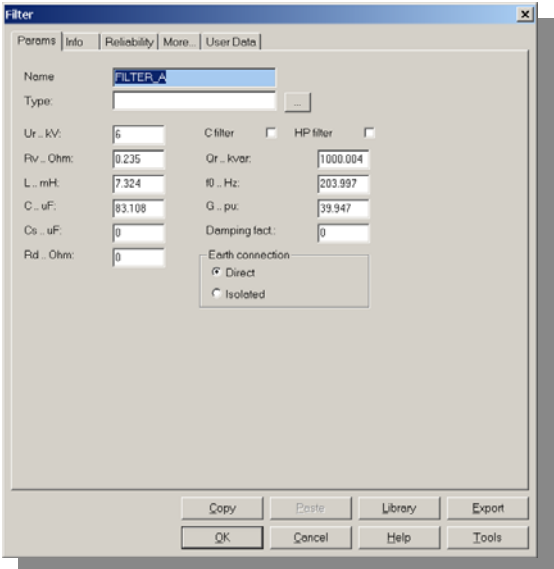 Filter
Params Info Reliability More... User Data
Name FILTER_A
Type: ...
Ur .. kV: 6 C filter HP filter
Rv .. Ohm: 0.235 Qr .. kvar: 1000.004
L .. mH: 7.324 f0 .. Hz: 203.997
C .. uF: 83.108 G .. pu: 39.947
Cs .. uF: 0 Damping fact.: 0
Rd .. Ohm: 0 Earth connection
Direct
Isolated
Copy Paste Library Export
OK Cancel Help Tools